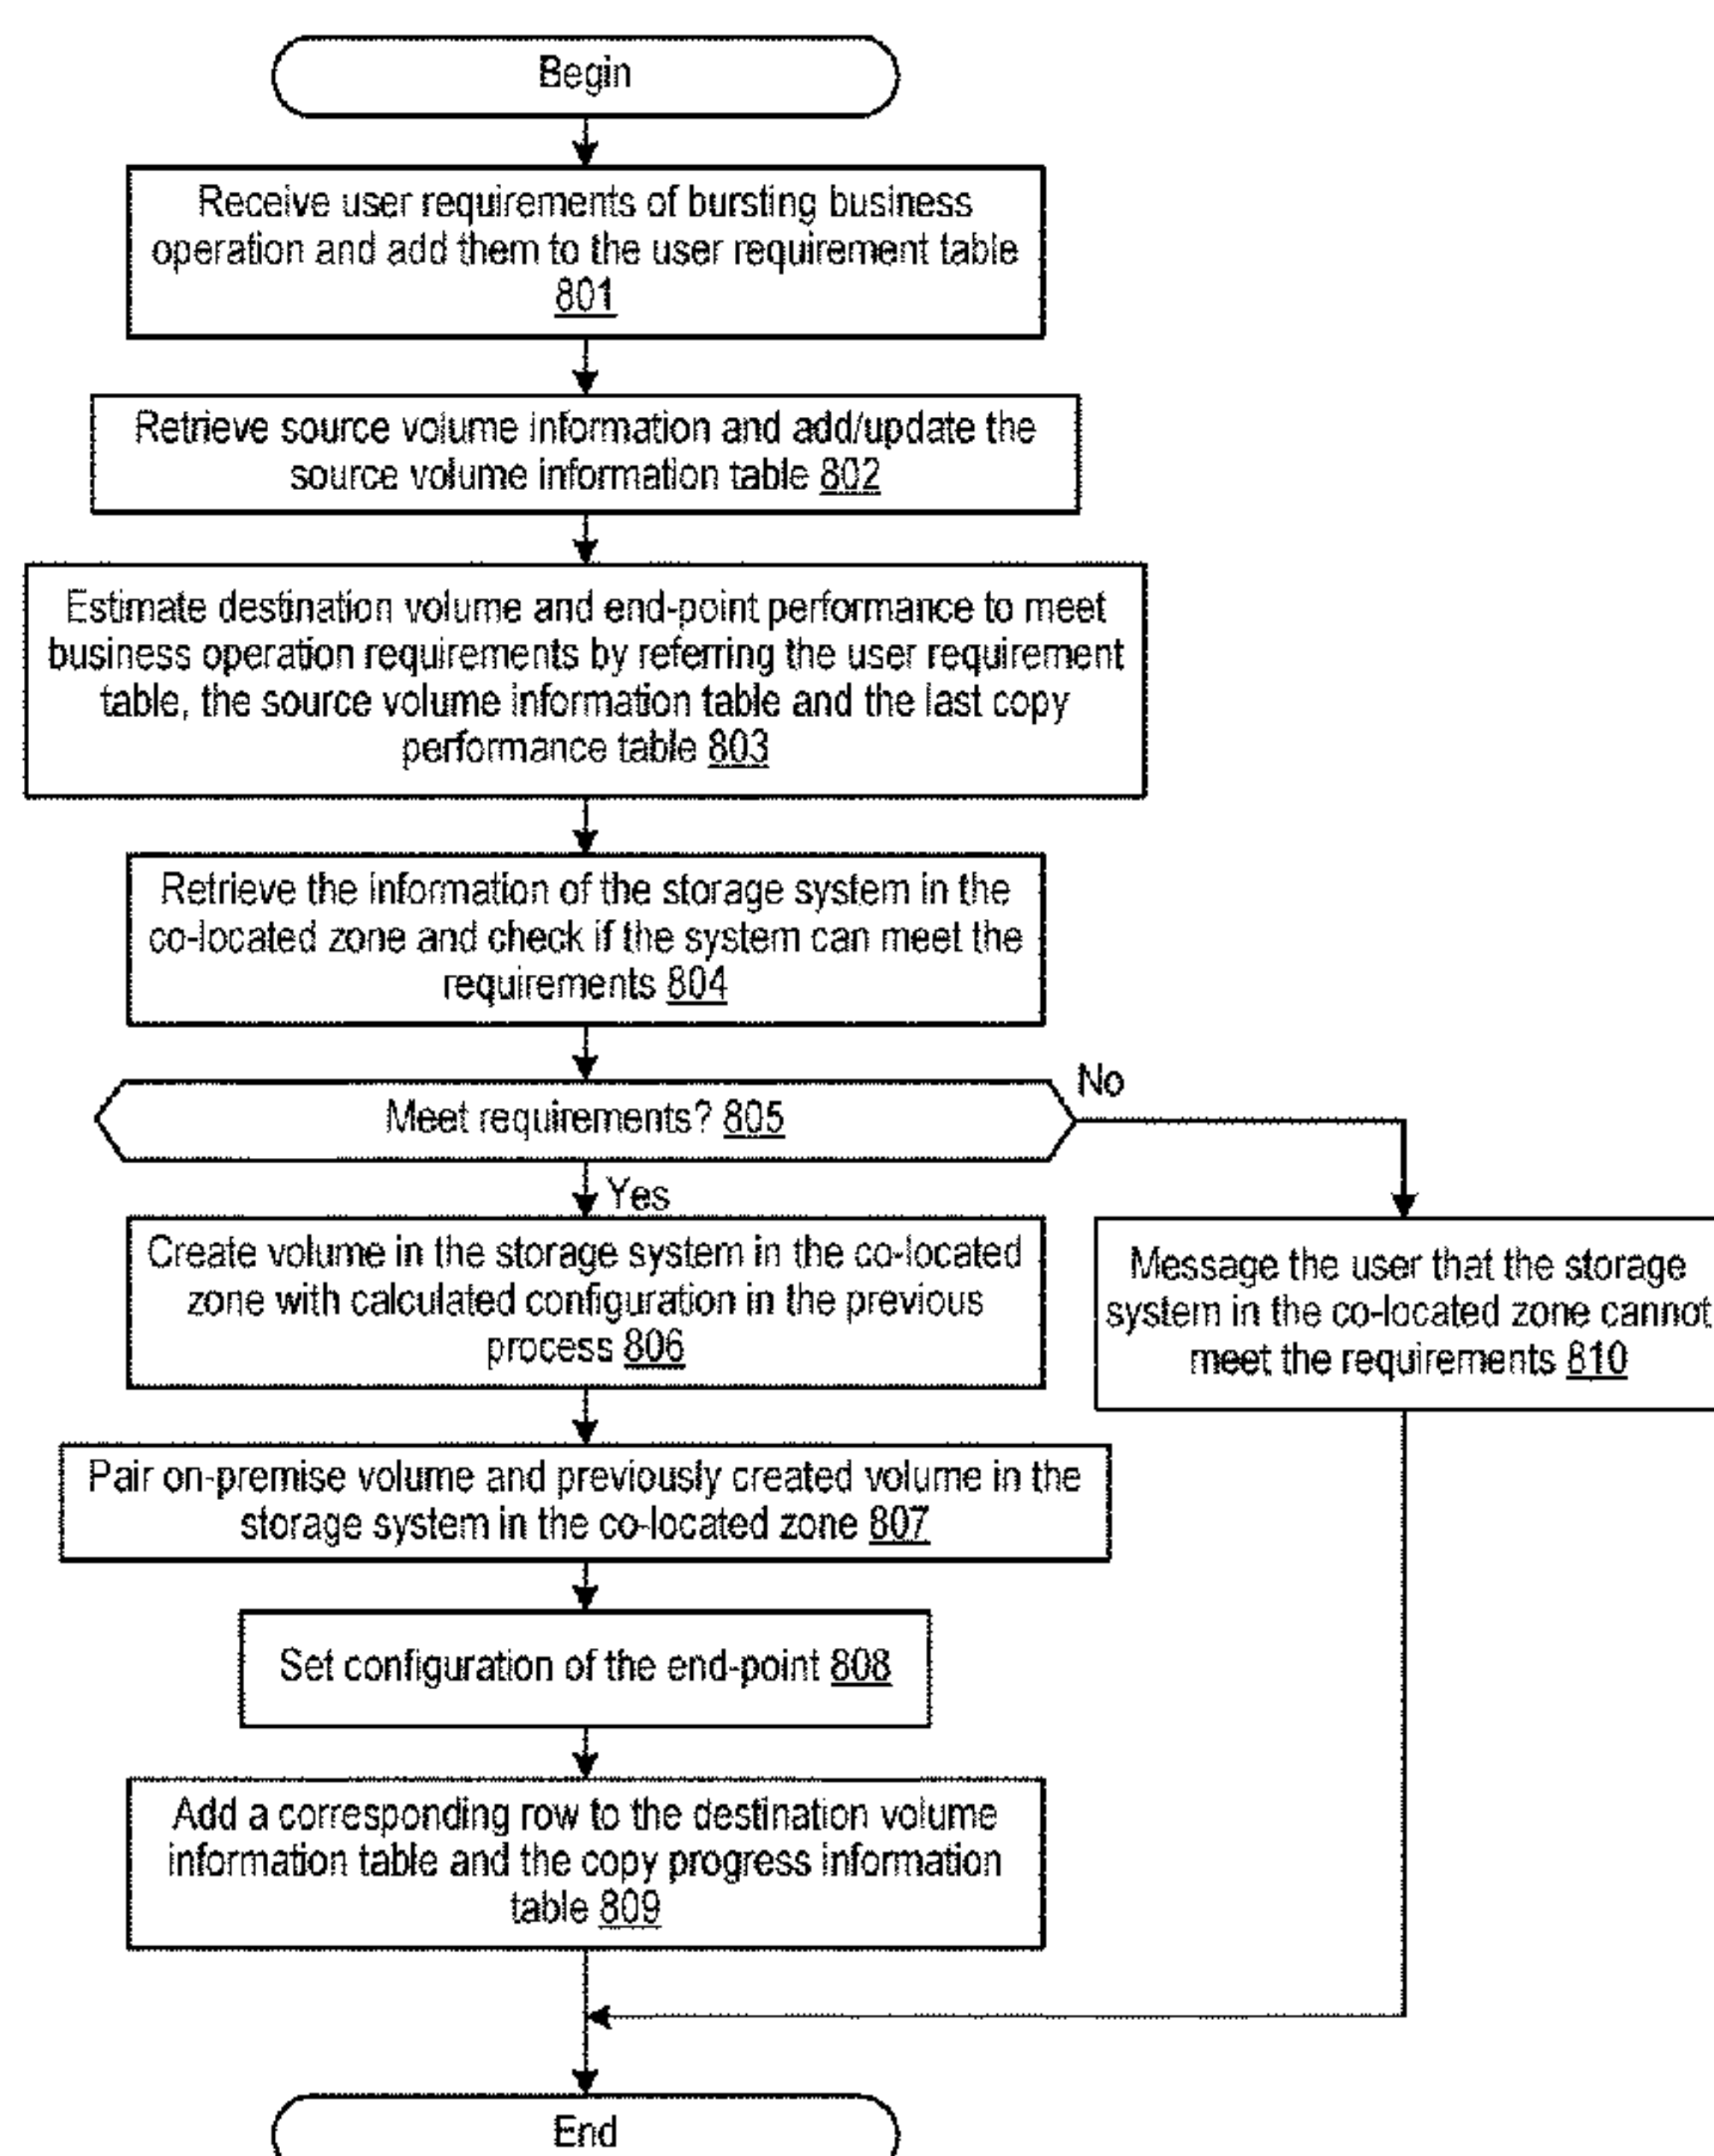 Begin
Receive user requirements of bursting business
operation and add them to the user requirement table
801
Retrieve source volume information and add/update the
source volume information table 802
Estimate destination volume and end-point performance to meet
business operation requirements by referring the user requirement
table, the source volume information table and the last copy
performance table 803
Retrieve the information of the storage system in the
co-located zone and check if the system can meet the
requirements 804
Meet requirements? 805
No
Yes
Create volume in the storage system in the co-located
zone with calculated configuration in the previous
process 806
Message the user that the storage
system in the co-located zone cannot
meet the requirements 810
Pair on-premise volume and previously created volume in the
storage system in the co-located zone 807
Set configuration of the end-point 808
Add a corresponding row to the destination volume
information table and the copy progress information
table 809
End